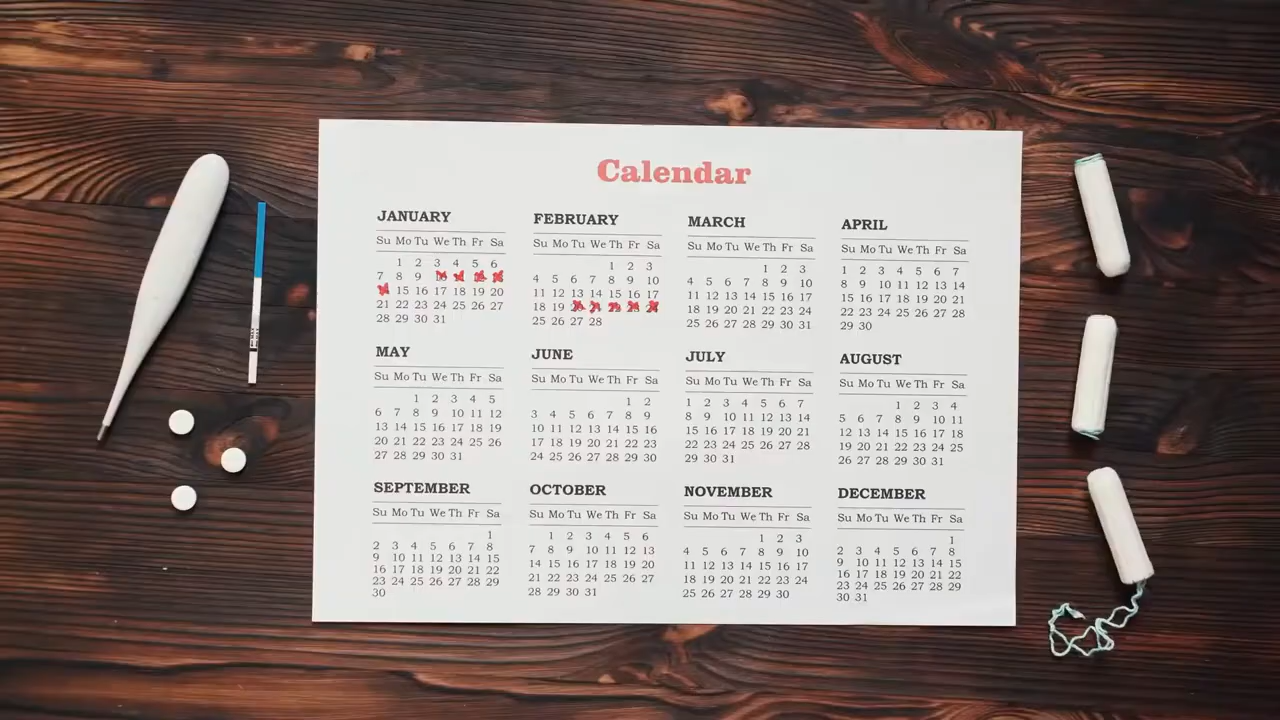 Calendar
JANUARY
Su Mo Tu We Th Fr Sa
1 2 3 4 5 6
7 8 9
15 16 17 18 19 20
21 22 23 24 25 26 27
28 29 30 31
FEBRUARY
Su Mo Tu We Th Fr Sa
1 2 3
4 5 6 7 8 9 10
11 12 13 14 15 16 17
18 19
25 26 27 28
MARCH
Su Mo Tu We Th Fr Sa
1 2 3
4 5 6 7 8 9 10
11 12 13 14 15 16 17
18 19 20 21 22 23 24
25 26 27 28 29 30 31
APRIL
Su Mo Tu We Th Fr Sa
1 2 3 4 5 6 7
8 9 10 11 12 13 14
15 16 17 18 19 20 21
22 23 24 25 26 27 28
29 30
MAY
Su Mo Tu We Th Fr Sa
1 2 3 4 5
6 7 8 9 10 11 12
13 14 15 16 17 18 19
20 21 22 23 24 25 26
27 28 29 30 31
JUNE
Su Mo Tu We Th Fr Sa
1 2
3 4 5 6 7 8 9
10 11 12 13 14 15 16
17 18 19 20 21 22 23
24 25 26 27 28 29 30
JULY
Su Mo Tu We Th Fr Sa
1 2 3 4 5 6 7
8 9 10 11 12 13 14
15 16 17 18 19 20 21
22 23 24 25 26 27 28
29 30 31
AUGUST
Su Mo Tu We Th Fr Sa
1 2 3 4
5 6 7 8 9 10 11
12 13 14 15 16 17 18
19 20 21 22 23 24 25
26 27 28 29 30 31
SEPTEMBER
Su Mo Tu We Th Fr Sa
1
2 3 4 5 6 7 8
9 10 11 12 13 14 15
16 17 18 19 20 21 22
23 24 25 26 27 28 29
30
OCTOBER
Su Mo Tu We Th Fr Sa
1 2 3 4 5 6
7 8 9 10 11 12 13
14 15 16 17 18 19 20
21 22 23 24 25 26 27
28 29 30 31
NOVEMBER
Su Mo Tu We Th Fr Sa
1 2 3
4 5 6 7 8 9 10
11 12 13 14 15 16 17
18 19 20 21 22 23 24
25 26 27 28 29 30
DECEMBER
Su Mo Tu We Th Fr Sa
1
2 3 4 5 6 7 8
9 10 11 12 13 14 15
16 17 18 19 20 21 22
23 24 25 26 27 28 29
30 31